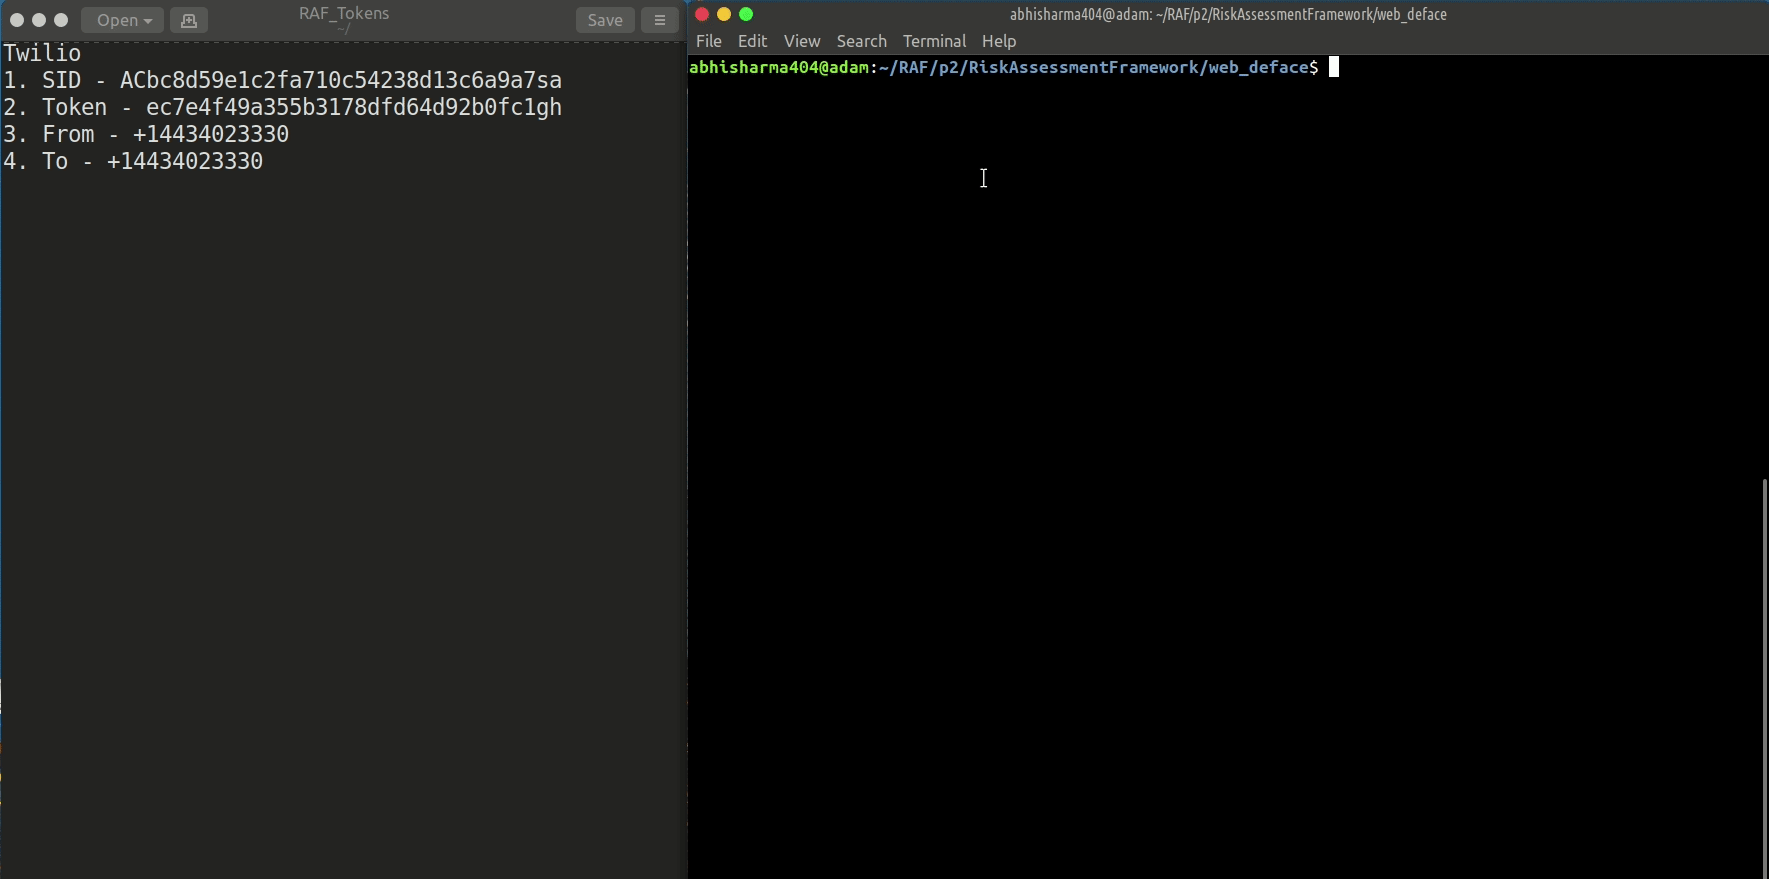 Open
RAF_Tokens
~/
Save
Twilio
1. SID - ACbc8d59e1c2fa710c54238d13c6a9a7sa
2. Token - ec7e4f49a355b3178dfd64d92b0fc1gh
3. From - +14434023330
4. To - +14434023330
abhisharma404@adam: ~/RAF/p2/RiskAssessmentFramework/web_deface
File Edit View Search Terminal Help
abhisharma404@adam:~/RAF/p2/RiskAssessmentFramework/web_deface$